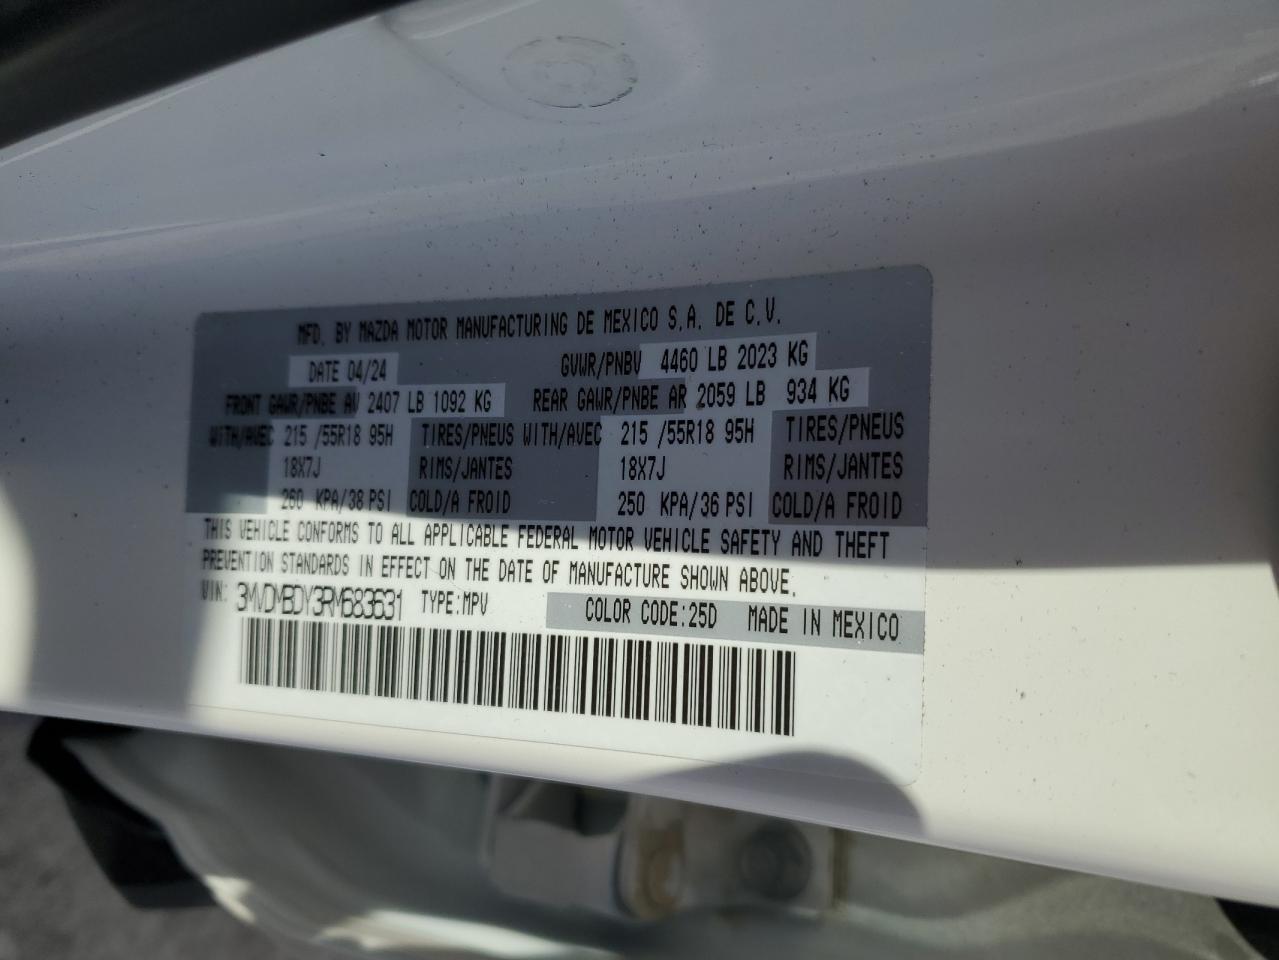 MFD. BY MAZDA MOTOR MANUFACTURING DE MEXICO S.A. DE C.V.
DATE 04/24 GVWR/PNBV 4460 LB 2023 KG
FRONT GAWR/PNBE AV 2407 LB 1092 KG REAR GAWR/PNBE AR 2059 LB 934 KG
WITH/AVEC 215 /55R18 95H TIRES/PNEUS WITH/AVEC 215 /55R18 95H TIRES/PNEUS
18X7J RIMS/JANTES 18X7J RIMS/JANTES
260 KPA/38 PSI COLD/A FROID 250 KPA/36 PSI COLD/A FROID
THIS VEHICLE CONFORMS TO ALL APPLICABLE FEDERAL MOTOR VEHICLE SAFETY AND THEFT
PREVENTION STANDARDS IN EFFECT ON THE DATE OF MANUFACTURE SHOWN ABOVE.
VIN: 3MVDMBDY3RM683631 TYPE:MPV COLOR CODE:25D MADE IN MEXICO